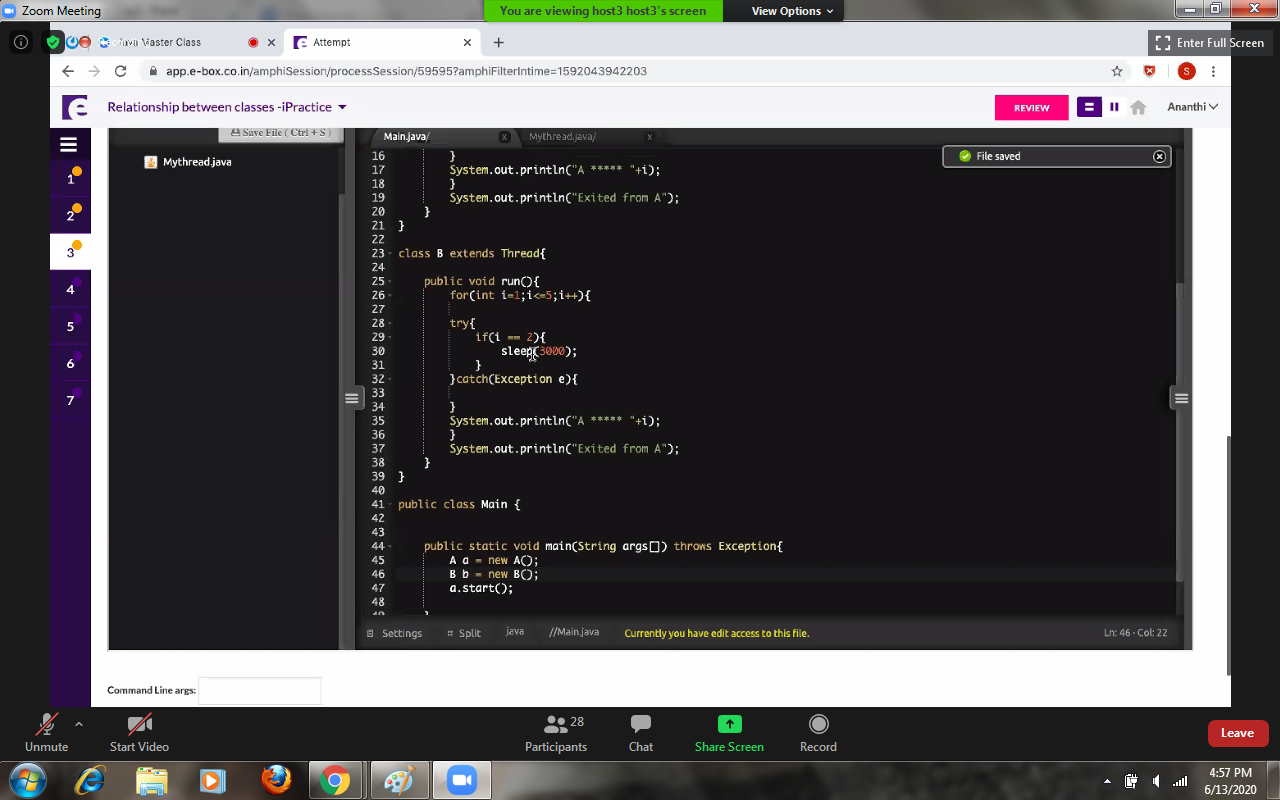 Zoom Meeting
You are viewing host3 host3's screen
View Options
Java Master Class
Attempt
Enter Full Screen
app.e-box.co.in/amphiSession/processSession/59595?amphiFilterIntime=1592043942203
S
Relationship between classes -iPractice
REVIEW
Ananthi
Save File ( Ctrl + S )
Main.java/
Mythread.java/
Mythread.java
File saved
1
2
3
4
5
6
7
16 }
17 System.out.println("A ***** "+i);
18 }
19 System.out.println("Exited from A");
20 }
21 }
22
23 class B extends Thread{
24
25 public void run(){
26 for(int i=1;i<=5;i++){
27
28 try{
29 if(i == 2){
30 sleep(3000);
31 }
32 }catch(Exception e){
33
34 }
35 System.out.println("A ***** "+i);
36 }
37 System.out.println("Exited from A");
38 }
39 }
40
41 public class Main {
42
43
44 public static void main(String args[]) throws Exception{
45 A a = new A();
46 B b = new B();
47 a.start();
48
49 }
Settings
Split
java
//Main.java
Currently you have edit access to this file.
Ln: 46 - Col: 22
Command Line args:
Unmute
Start Video
28
Participants
Chat
Share Screen
Record
Leave
4:57 PM
6/13/2020